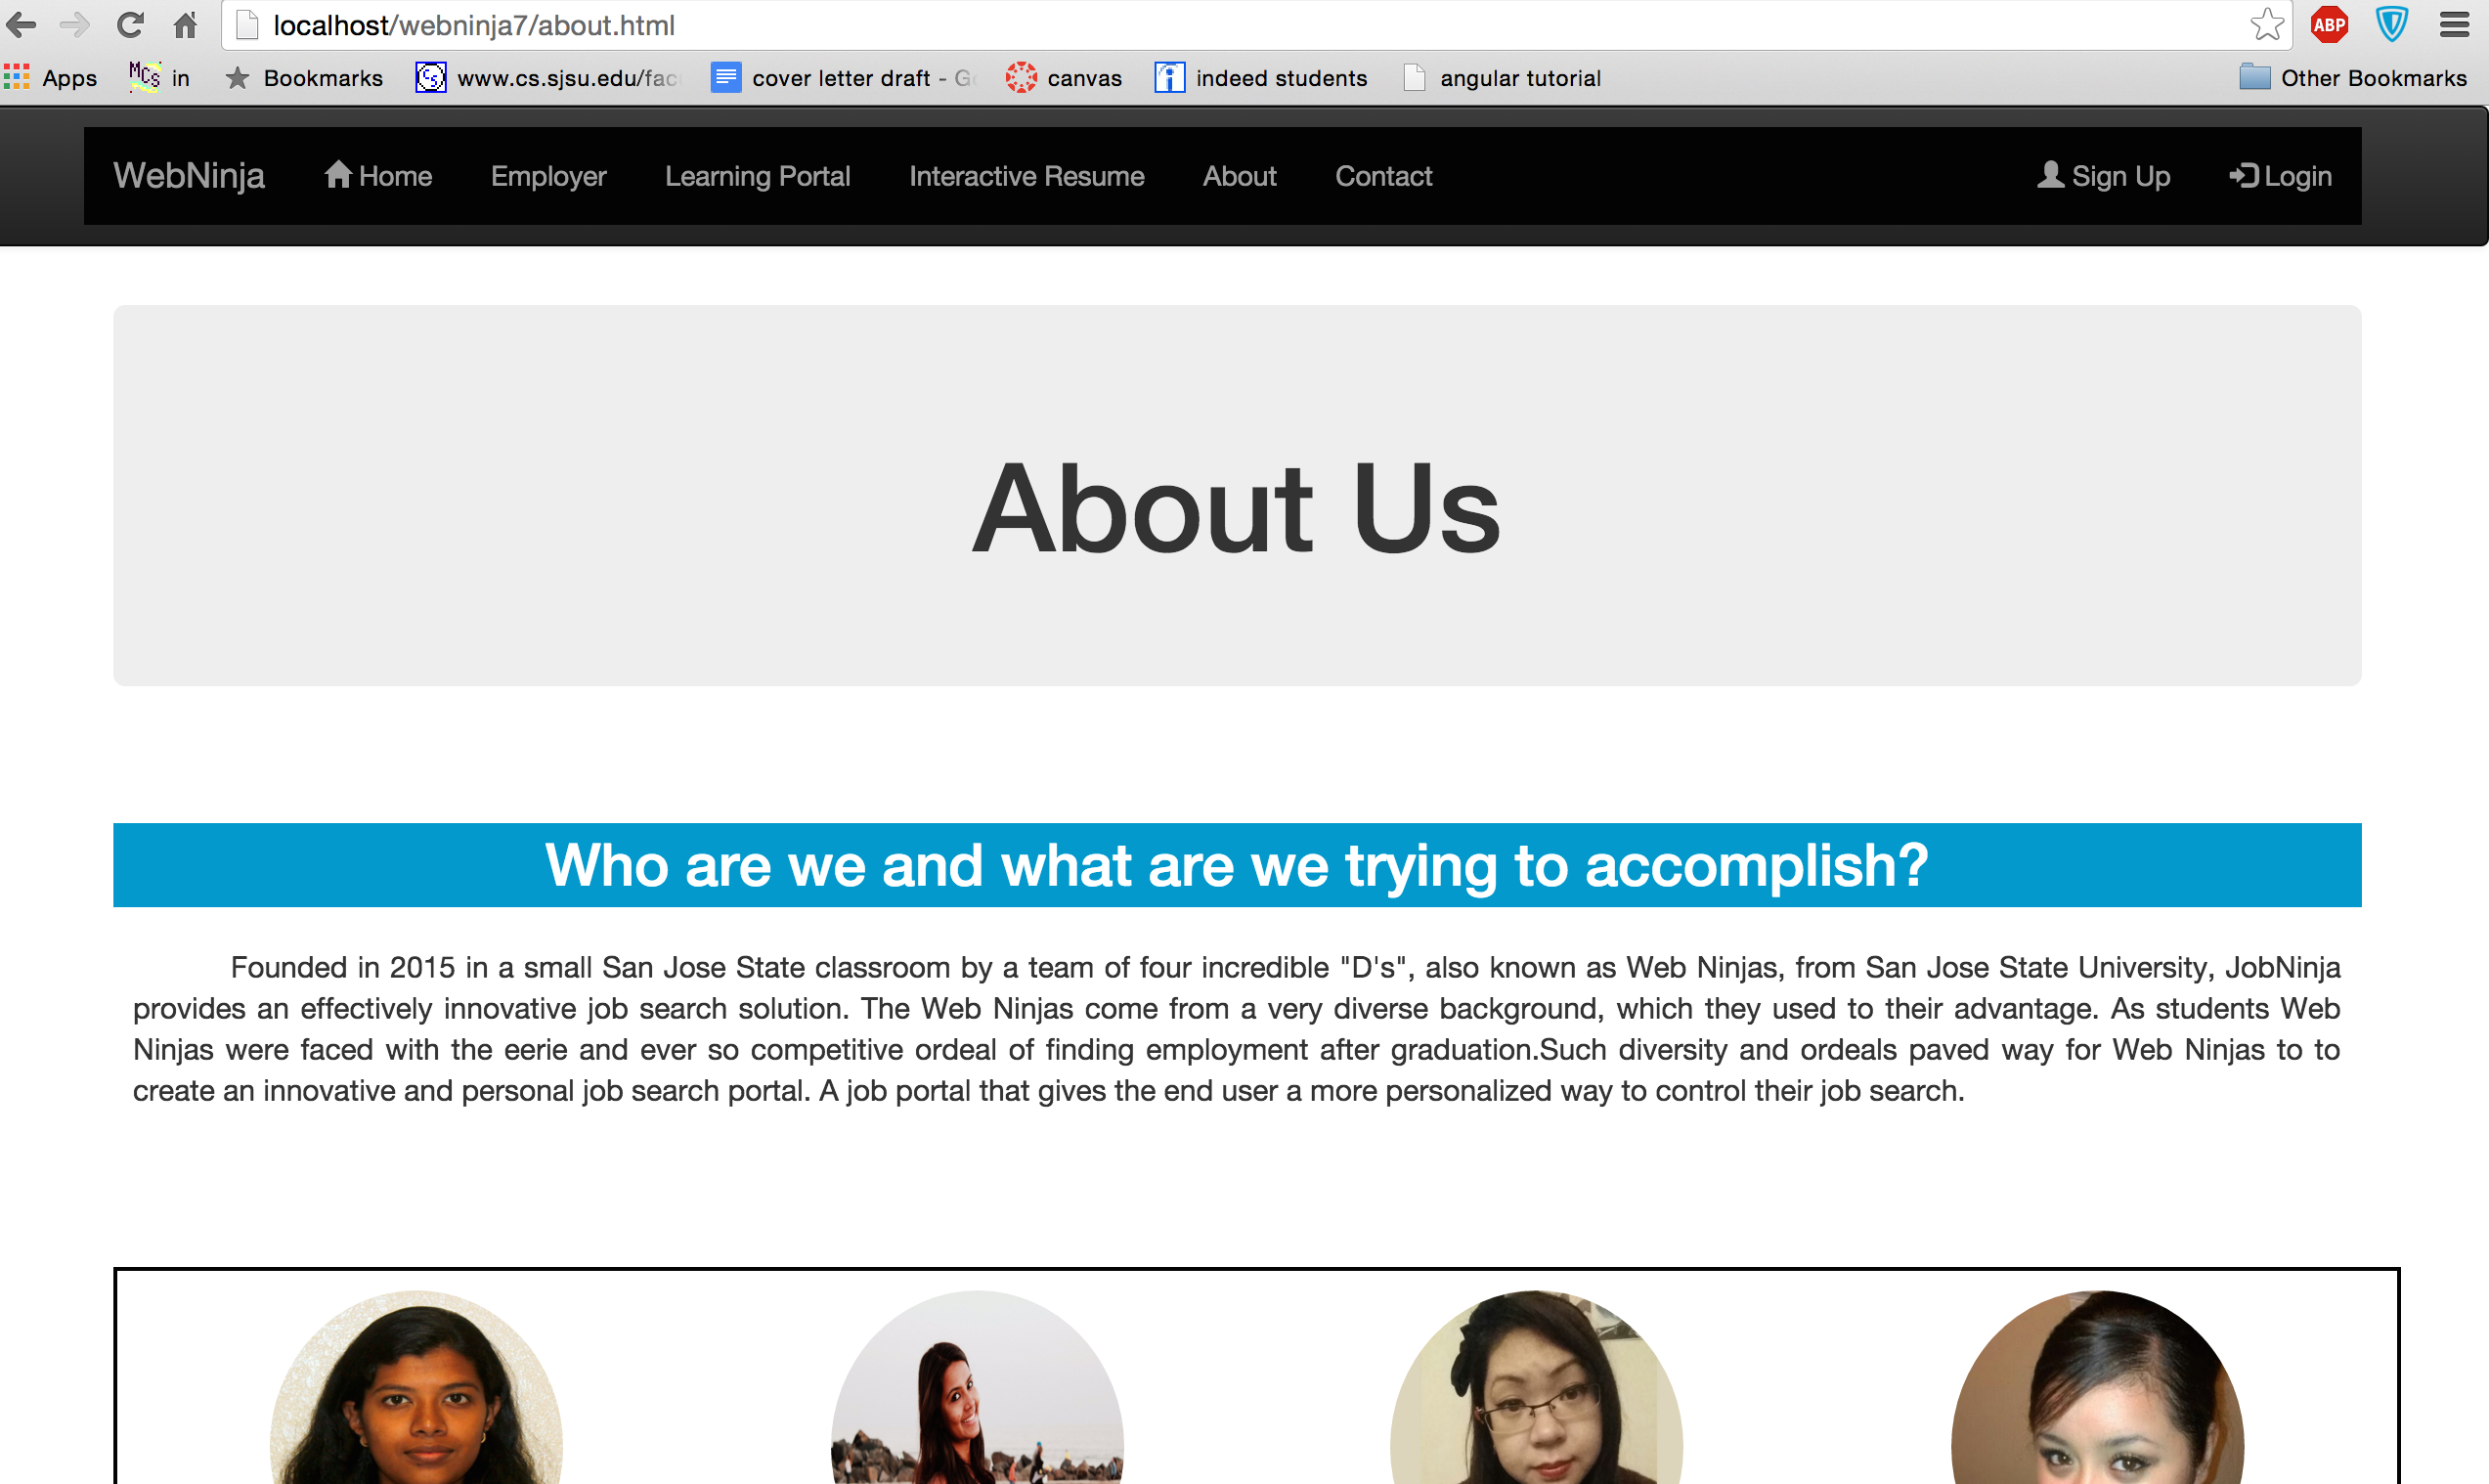 localhost/webninja7/about.html
ABP
Apps MCS in Bookmarks CS www.cs.sjsu.edu/fac cover letter draft - G canvas i indeed students angular tutorial Other Bookmarks
WebNinja Home Employer Learning Portal Interactive Resume About Contact Sign Up Login
About Us
Who are we and what are we trying to accomplish?
Founded in 2015 in a small San Jose State classroom by a team of four incredible "D's", also known as Web Ninjas, from San Jose State University, JobNinja
provides an effectively innovative job search solution. The Web Ninjas come from a very diverse background, which they used to their advantage. As students Web
Ninjas were faced with the eerie and ever so competitive ordeal of finding employment after graduation.Such diversity and ordeals paved way for Web Ninjas to to
create an innovative and personal job search portal. A job portal that gives the end user a more personalized way to control their job search.